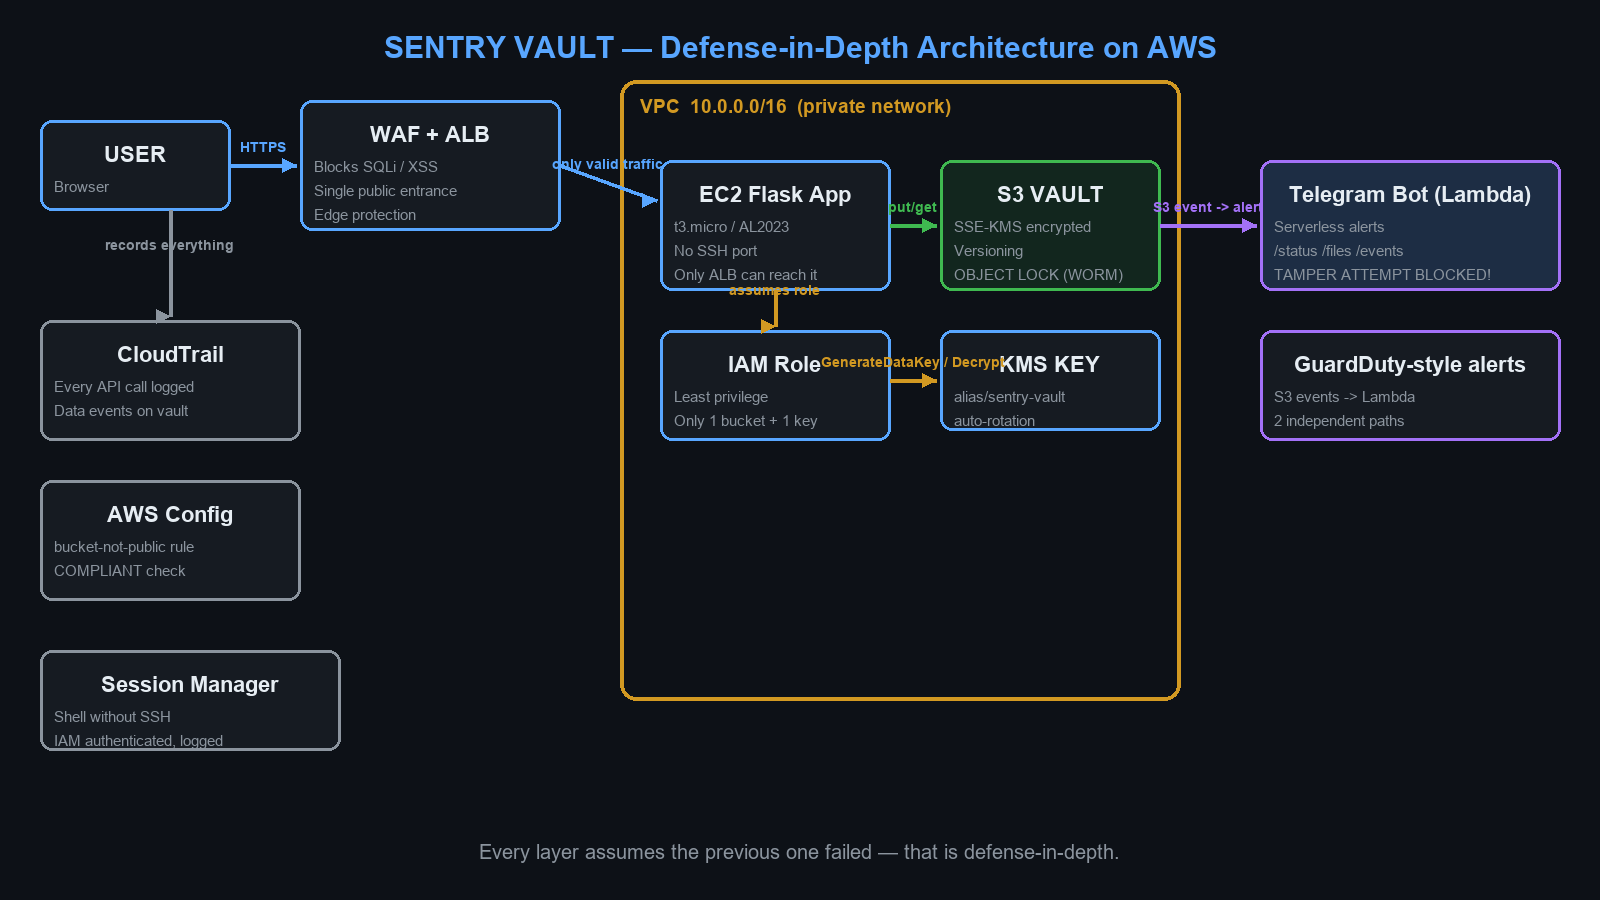 SENTRY VAULT — Defense-in-Depth Architecture on AWS
USER
Browser
HTTPS
WAF + ALB
Blocks SQLi / XSS
Single public entrance
Edge protection
only valid traffic
VPC 10.0.0.0/16 (private network)
EC2 Flask App
t3.micro / AL2023
No SSH port
Only ALB can reach it
put/get
S3 VAULT
SSE-KMS encrypted
Versioning
OBJECT LOCK (WORM)
S3 event -> alert
Telegram Bot (Lambda)
Serverless alerts
/status /files /events
TAMPER ATTEMPT BLOCKED!
records everything
assumes role
CloudTrail
Every API call logged
Data events on vault
IAM Role
Least privilege
Only 1 bucket + 1 key
GenerateDataKey / Decrypt
KMS KEY
alias/sentry-vault
auto-rotation
GuardDuty-style alerts
S3 events -> Lambda
2 independent paths
AWS Config
bucket-not-public rule
COMPLIANT check
Session Manager
Shell without SSH
IAM authenticated, logged
Every layer assumes the previous one failed — that is defense-in-depth.